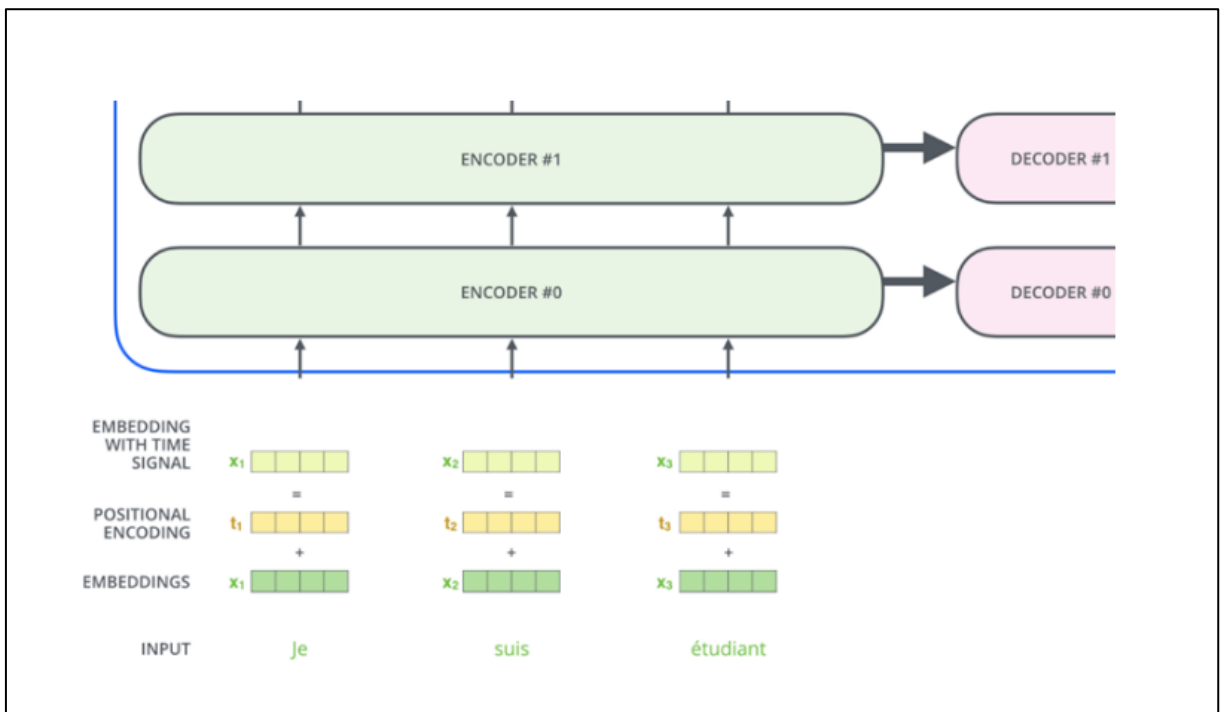 ENCODER #1
DECODER #1
ENCODER #0
DECODER #0
EMBEDDING
WITH TIME
SIGNAL
x₁ x₂ x₃
= = =
POSITIONAL
ENCODING
t₁ t₂ t₃
+ + +
EMBEDDINGS x₁ x₂ x₃
INPUT Je suis étudiant